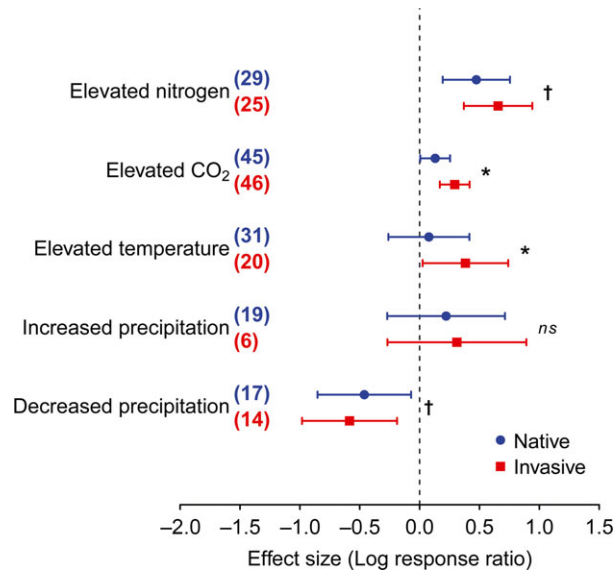 (29)
Elevated nitrogen
†
(25)
(45)
Elevated CO₂
*
(46)
(31)
Elevated temperature
*
(20)
(19)
Increased precipitation
ns
(6)
(17)
Decreased precipitation
†
(14)
Native
Invasive
–2.0 –1.5 –1.0 –0.5 0.0 0.5 1.0 1.5
Effect size (Log response ratio)